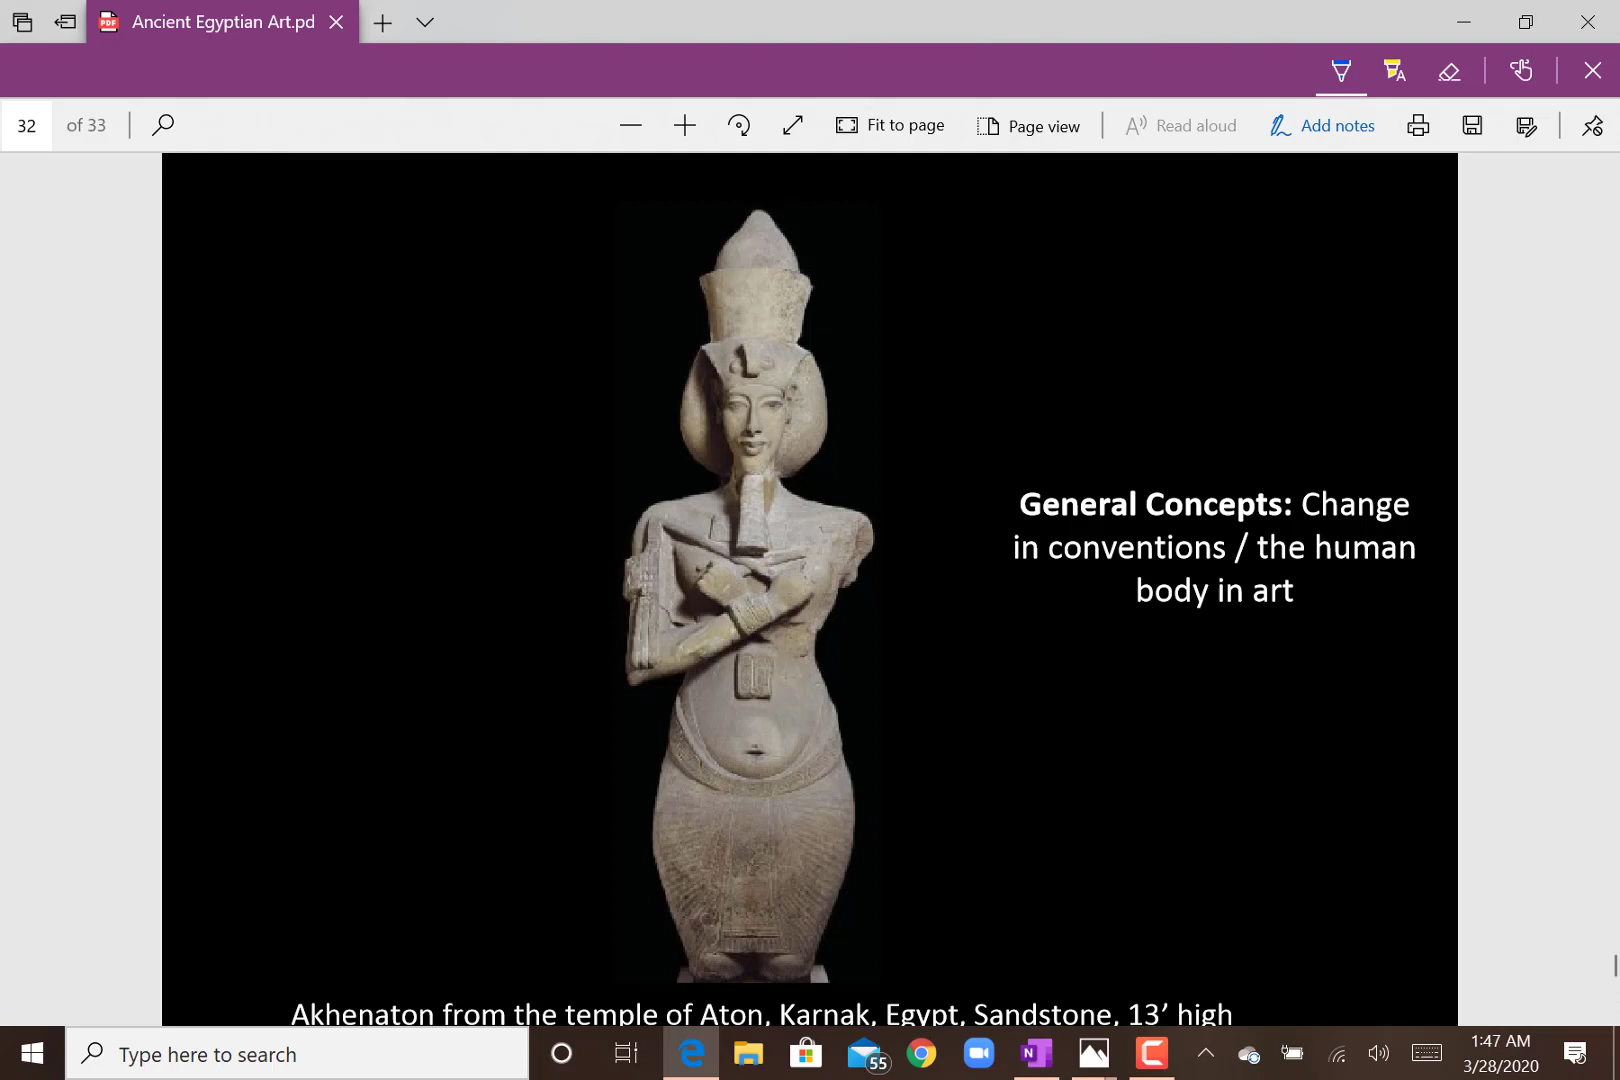 Ancient Egyptian Art.pd
32 of 33
Fit to page
Page view
Read aloud
Add notes
General Concepts: Change
in conventions / the human
body in art
Akhenaton from the temple of Aton, Karnak, Egypt, Sandstone, 13’ high
Type here to search
55
1:47 AM
3/28/2020